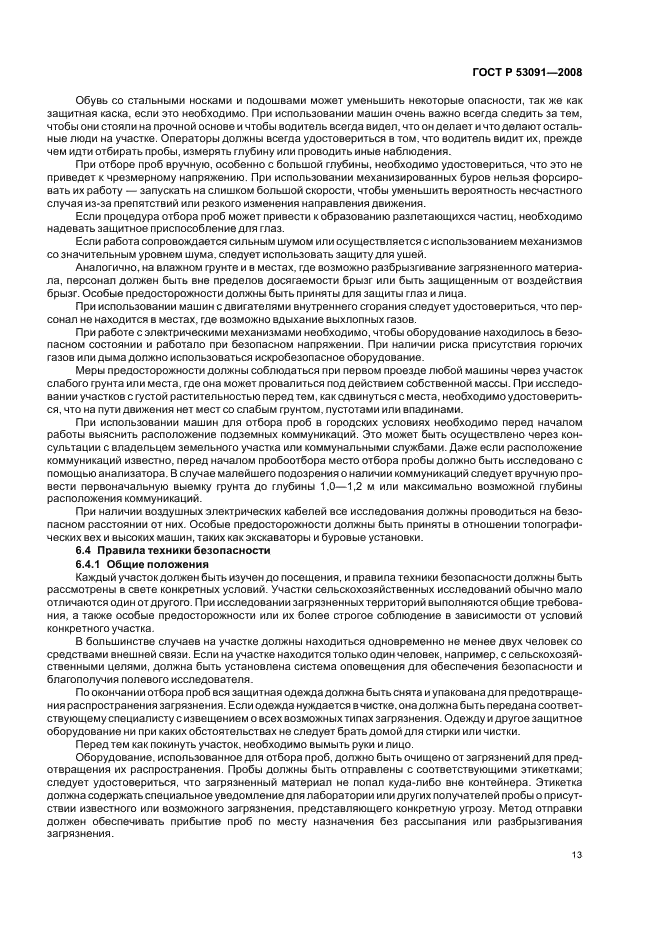 ГОСТ Р 53091—2008
Обувь со стальными носками и подошвами может уменьшить некоторые опасности, так же как
защитная каска, если это необходимо. При использовании машин очень важно всегда следить за тем,
чтобы они стояли на прочной основе и чтобы водитель всегда видел, что он делает и что делают осталь-
ные люди на участке. Операторы должны всегда удостовериться в том, что водитель видит их, прежде
чем идти отбирать пробы, измерять глубину или проводить иные наблюдения.
При отборе проб вручную, особенно с большой глубины, необходимо удостовериться, что это не
приведет к чрезмерному напряжению. При использовании механизированных буров нельзя форсиро-
вать их работу — запускать на слишком большой скорости, чтобы уменьшить вероятность несчастного
случая из-за препятствий или резкого изменения направления движения.
Если процедура отбора проб может привести к образованию разлетающихся частиц, необходимо
надевать защитное приспособление для глаз.
Если работа сопровождается сильным шумом или осуществляется с использованием механизмов
со значительным уровнем шума, следует использовать защиту для ушей.
Аналогично, на влажном грунте и в местах, где возможно разбрызгивание загрязненного материа-
ла, персонал должен быть вне пределов досягаемости брызг или быть защищенным от воздействия
брызг. Особые предосторожности должны быть приняты для защиты глаз и лица.
При использовании машин с двигателями внутреннего сгорания следует удостовериться, что пер-
сонал не находится в местах, где возможно вдыхание выхлопных газов.
При работе с электрическими механизмами необходимо, чтобы оборудование находилось в безо-
пасном состоянии и работало при безопасном напряжении. При наличии риска присутствия горючих
газов или дыма должно использоваться искробезопасное оборудование.
Меры предосторожности должны соблюдаться при первом проезде любой машины через участок
слабого грунта или места, где она может провалиться под действием собственной массы. При исследо-
вании участков с густой растительностью перед тем, как сдвинуться с места, необходимо удостоверить-
ся, что на пути движения нет мест со слабым грунтом, пустотами или впадинами.
При использовании машин для отбора проб в городских условиях необходимо перед началом
работы выяснить расположение подземных коммуникаций. Это может быть осуществлено через кон-
сультации с владельцем земельного участка или коммунальными службами. Даже если расположение
коммуникаций известно, перед началом пробоотбора место отбора пробы должно быть исследовано с
помощью анализатора. В случае малейшего подозрения о наличии коммуникаций следует вручную про-
вести первоначальную выемку грунта до глубины 1,0—1,2 м или максимально возможной глубины
расположения коммуникаций.
При наличии воздушных электрических кабелей все исследования должны проводиться на безо-
пасном расстоянии от них. Особые предосторожности должны быть приняты в отношении топографи-
ческих вех и высоких машин, таких как экскаваторы и буровые установки.
6.4 Правила техники безопасности
6.4.1 Общие положения
Каждый участок должен быть изучен до посещения, и правила техники безопасности должны быть
рассмотрены в свете конкретных условий. Участки сельскохозяйственных исследований обычно мало
отличаются один от другого. При исследовании загрязненных территорий выполняются общие требова-
ния, а также особые предосторожности или их более строгое соблюдение в зависимости от условий
конкретного участка.
В большинстве случаев на участке должны находиться одновременно не менее двух человек со
средствами внешней связи. Если на участке находится только один человек, например, с сельскохозяй-
ственными целями, должна быть установлена система оповещения для обеспечения безопасности и
благополучия полевого исследователя.
По окончании отбора проб вся защитная одежда должна быть снята и упакована для предотвраще-
ния распространения загрязнения. Если одежда нуждается в чистке, она должна быть передана соответ-
ствующему специалисту с извещением о всех возможных типах загрязнения. Одежду и другое защитное
оборудование ни при каких обстоятельствах не следует брать домой для стирки или чистки.
Перед тем как покинуть участок, необходимо вымыть руки и лицо.
Оборудование, использованное для отбора проб, должно быть очищено от загрязнений для пред-
отвращения их распространения. Пробы должны быть отправлены с соответствующими этикетками;
следует удостовериться, что загрязненный материал не попал куда-либо вне контейнера. Этикетка
должна содержать специальное уведомление для лаборатории или других получателей пробы о присут-
ствии известного или возможного загрязнения, представляющего конкретную угрозу. Метод отправки
должен обеспечивать прибытие проб по месту назначения без рассыпания или разбрызгивания
загрязнения.
13